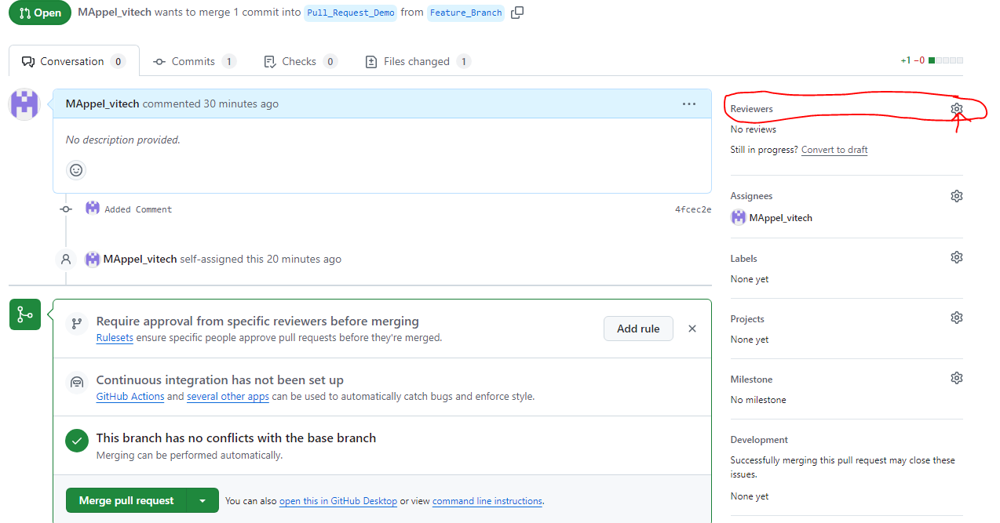 Open MAppel_vitech wants to merge 1 commit into Pull_Request_Demo from Feature_Branch
Conversation 0 Commits 1 Checks 0 Files changed 1 +1 −0
MAppel_vitech commented 30 minutes ago
No description provided.
Added Comment 4fcec2e
MAppel_vitech self-assigned this 20 minutes ago
Require approval from specific reviewers before merging
Rulesets ensure specific people approve pull requests before they're merged.
Add rule
Continuous integration has not been set up
GitHub Actions and several other apps can be used to automatically catch bugs and enforce style.
This branch has no conflicts with the base branch
Merging can be performed automatically.
Merge pull request You can also open this in GitHub Desktop or view command line instructions.
Reviewers
No reviews
Still in progress? Convert to draft
Assignees
MAppel_vitech
Labels
None yet
Projects
None yet
Milestone
No milestone
Development
Successfully merging this pull request may close these
issues.
None yet